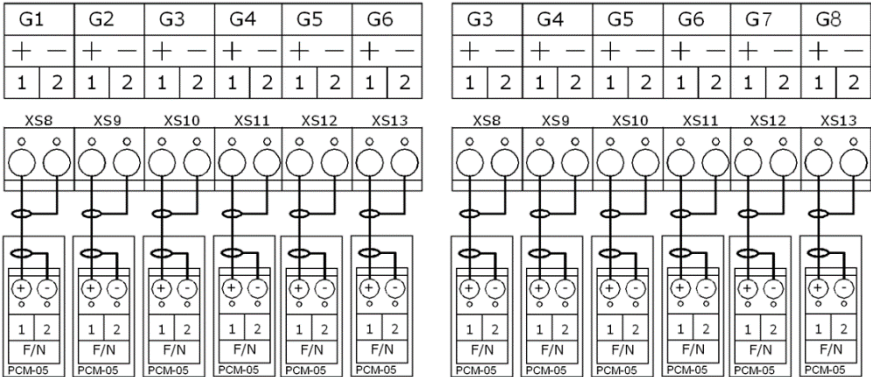 G1 G2 G3 G4 G5 G6 G3 G4 G5 G6 G7 G8
+ — + — + — + — + — + — + — + — + — + — + — + —
1 2 1 2 1 2 1 2 1 2 1 2 1 2 1 2 1 2 1 2 1 2 1 2
XS8 XS9 XS10 XS11 XS12 XS13 XS8 XS9 XS10 XS11 XS12 XS13
+ - + - + - + - + - + - + - + - + - + - + - + -
1 2 1 2 1 2 1 2 1 2 1 2 1 2 1 2 1 2 1 2 1 2 1 2
F/N F/N F/N F/N F/N F/N F/N F/N F/N F/N F/N F/N
PCM-05 PCM-05 PCM-05 PCM-05 PCM-05 PCM-05 PCM-05 PCM-05 PCM-05 PCM-05 PCM-05 PCM-05